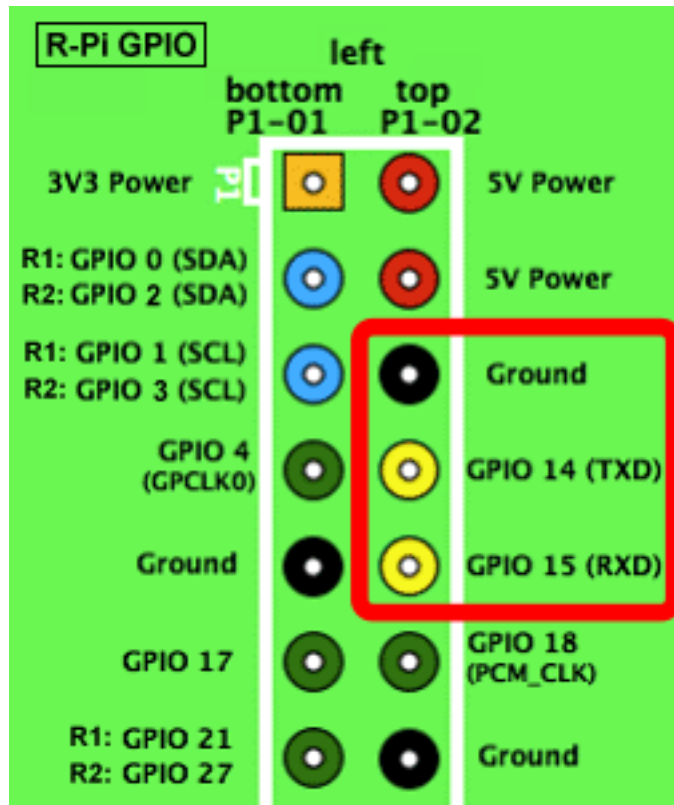 R-Pi GPIO
left
bottom top
P1-01 P1-02
3V3 Power P1 5V Power
R1: GPIO 0 (SDA)
R2: GPIO 2 (SDA) 5V Power
R1: GPIO 1 (SCL)
R2: GPIO 3 (SCL) Ground
GPIO 4
(GPCLK0) GPIO 14 (TXD)
Ground GPIO 15 (RXD)
GPIO 17 GPIO 18
(PCM_CLK)
R1: GPIO 21
R2: GPIO 27 Ground